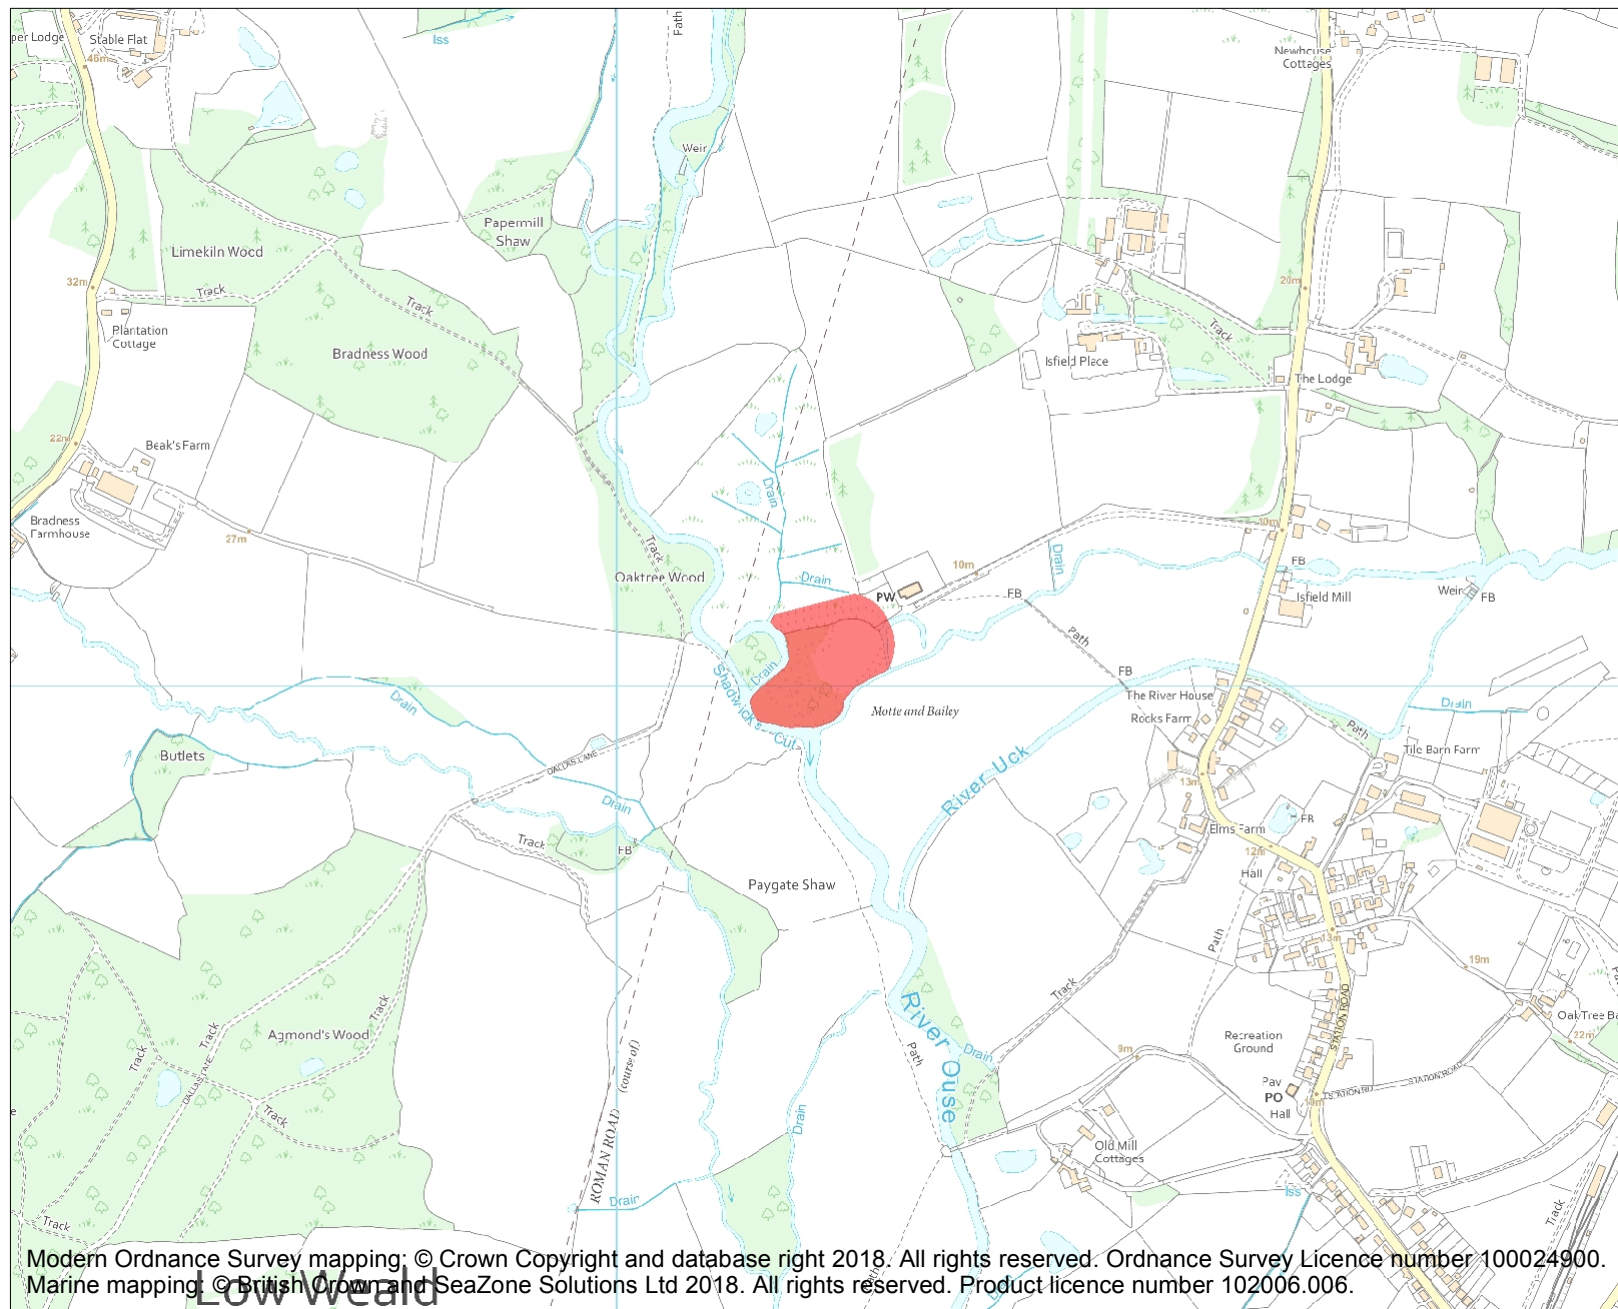 per Lodge
Stable Flat
46m
Iss
Path
Newhouse
Cottages
Weir
Papermill
Shaw
Limekiln Wood
Track
32m
Track
Plantation
Cottage
Bradness Wood
20m
Track
Isfield Place
The Lodge
22m
Beak's Farm
Drain
Bradness
Farmhouse
27m
Track
Oaktree Wood
Drain
PW
10m
FB
Drain
10m
FB
Isfield Mill
Weir
FB
Path
FB
Drain
Shadwick's Cut
Motte and Bailey
The River House
Rocks Farm
Drain
Path
Drain
Tile Barn Farm
Butlets
DALLAS LANE
Drain
River Uck
13m
Track
FB
Elms Farm
FB
12m
Hall
Paygate Shaw
Path
13m
19m
Track
River Ouse
Agmond's Wood
Track
Track
Track
DALLAS LANE
Track
Path
Drain
9m
Recreation
Ground
STATION ROAD
Oak Tree Ba
22m
Pav
PO
Hall
STATION RD
STATION ROAD
ROMAN ROAD (course of)
Drain
Old Mill
Cottages
Drain
Iss
Track
Track
Low Weald
Modern Ordnance Survey mapping: © Crown Copyright and database right 2018. All rights reserved. Ordnance Survey Licence number 100024900.
Marine mapping: © British Crown and SeaZone Solutions Ltd 2018. All rights reserved. Product licence number 102006.006.